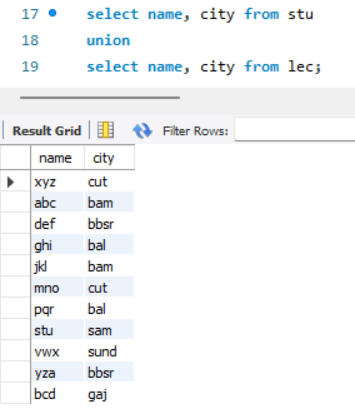 17 select name, city from stu
18 union
19 select name, city from lec;
Result Grid Filter Rows:
name city
xyz cut
abc bam
def bbsr
ghi bal
jkl bam
mno cut
pqr bal
stu sam
vwx sund
yza bbsr
bcd gaj